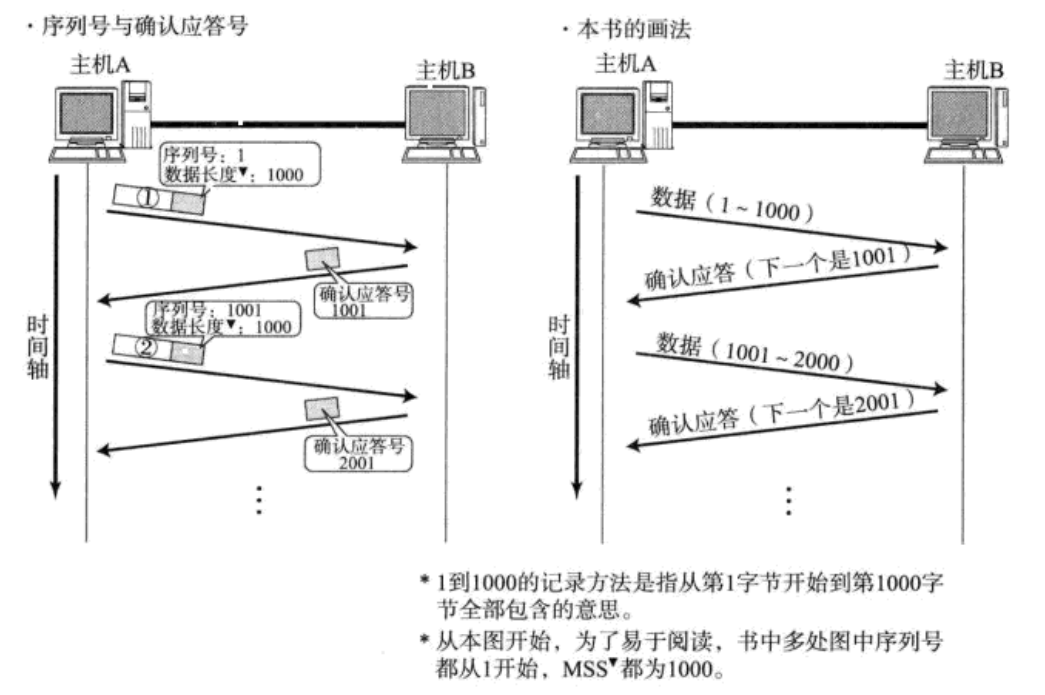 ·序列号与确认应答号
主机A
主机B
序列号：1
数据长度▼：1000
①
确认应答号
1001
序列号：1001
数据长度▼：1000
②
确认应答号
2001
时间轴
⋮
·本书的画法
主机A
主机B
数据（1～1000）
确认应答（下一个是1001）
数据（1001～2000）
确认应答（下一个是2001）
时间轴
⋮
*1到1000的记录方法是指从第1字节开始到第1000字
节全部包含的意思。
*从本图开始，为了易于阅读，书中多处图中序列号
都从1开始，MSS▼都为1000。